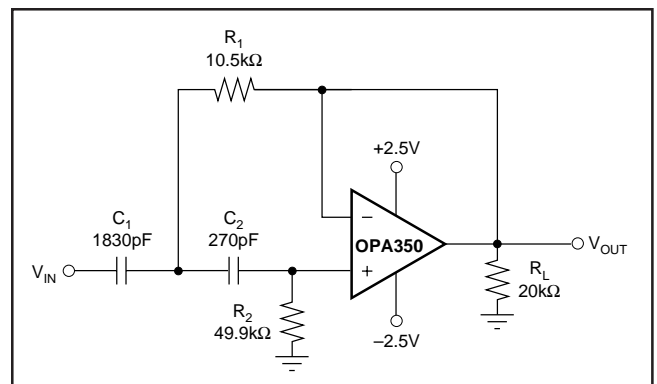 R1
10.5kΩ
+2.5V
C1
1830pF
C2
270pF
–
OPA350
+
VIN
VOUT
R2
49.9kΩ
RL
20kΩ
–2.5V